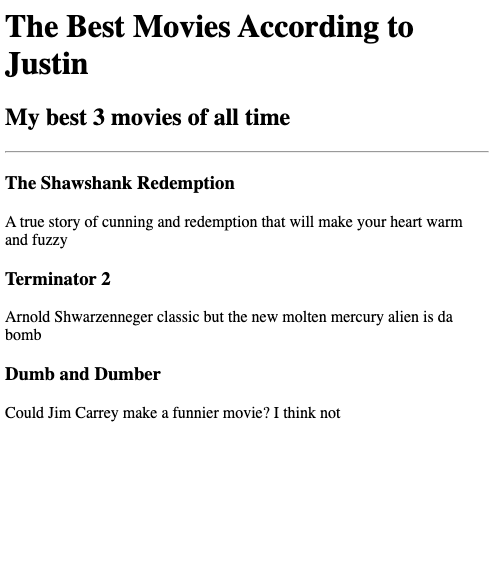 The Best Movies According to
Justin
My best 3 movies of all time
The Shawshank Redemption
A true story of cunning and redemption that will make your heart warm
and fuzzy
Terminator 2
Arnold Shwarzenneger classic but the new molten mercury alien is da
bomb
Dumb and Dumber
Could Jim Carrey make a funnier movie? I think not